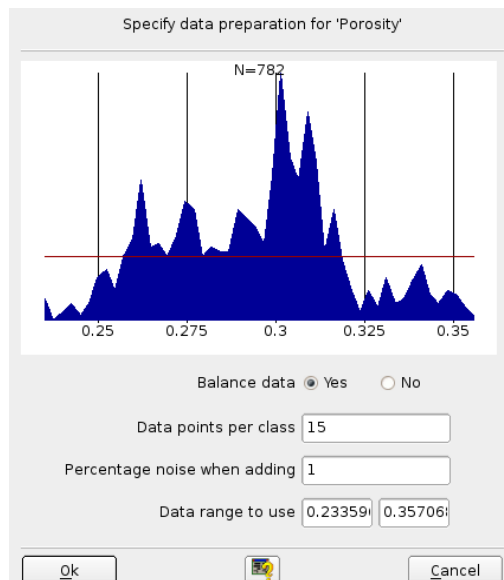 Specify data preparation for 'Porosity'
N=782
0.25 0.275 0.3 0.325 0.35
Balance data Yes No
Data points per class 15
Percentage noise when adding 1
Data range to use 0.23359 0.35706
Ok Cancel